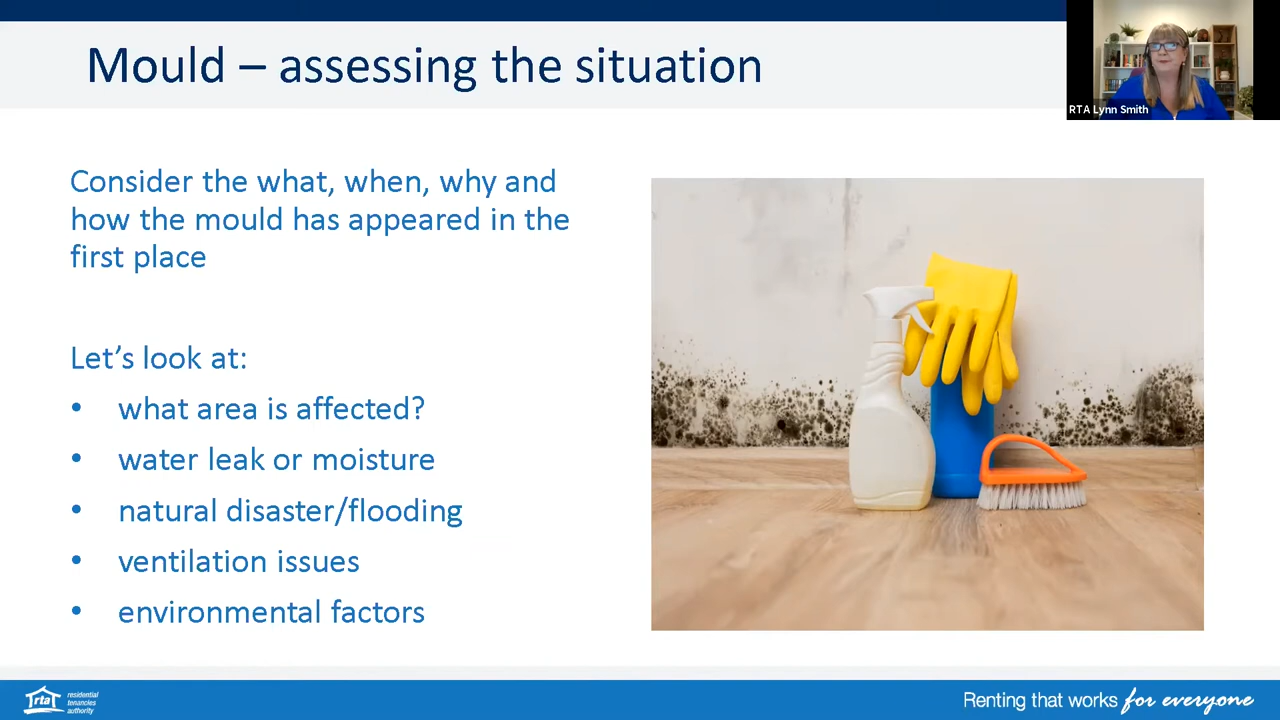 Mould – assessing the situation
RTA Lynn Smith
Consider the what, when, why and
how the mould has appeared in the
first place
Let's look at:
• what area is affected?
• water leak or moisture
• natural disaster/flooding
• ventilation issues
• environmental factors
rta
residential
tenancies
authority
Renting that works for everyone